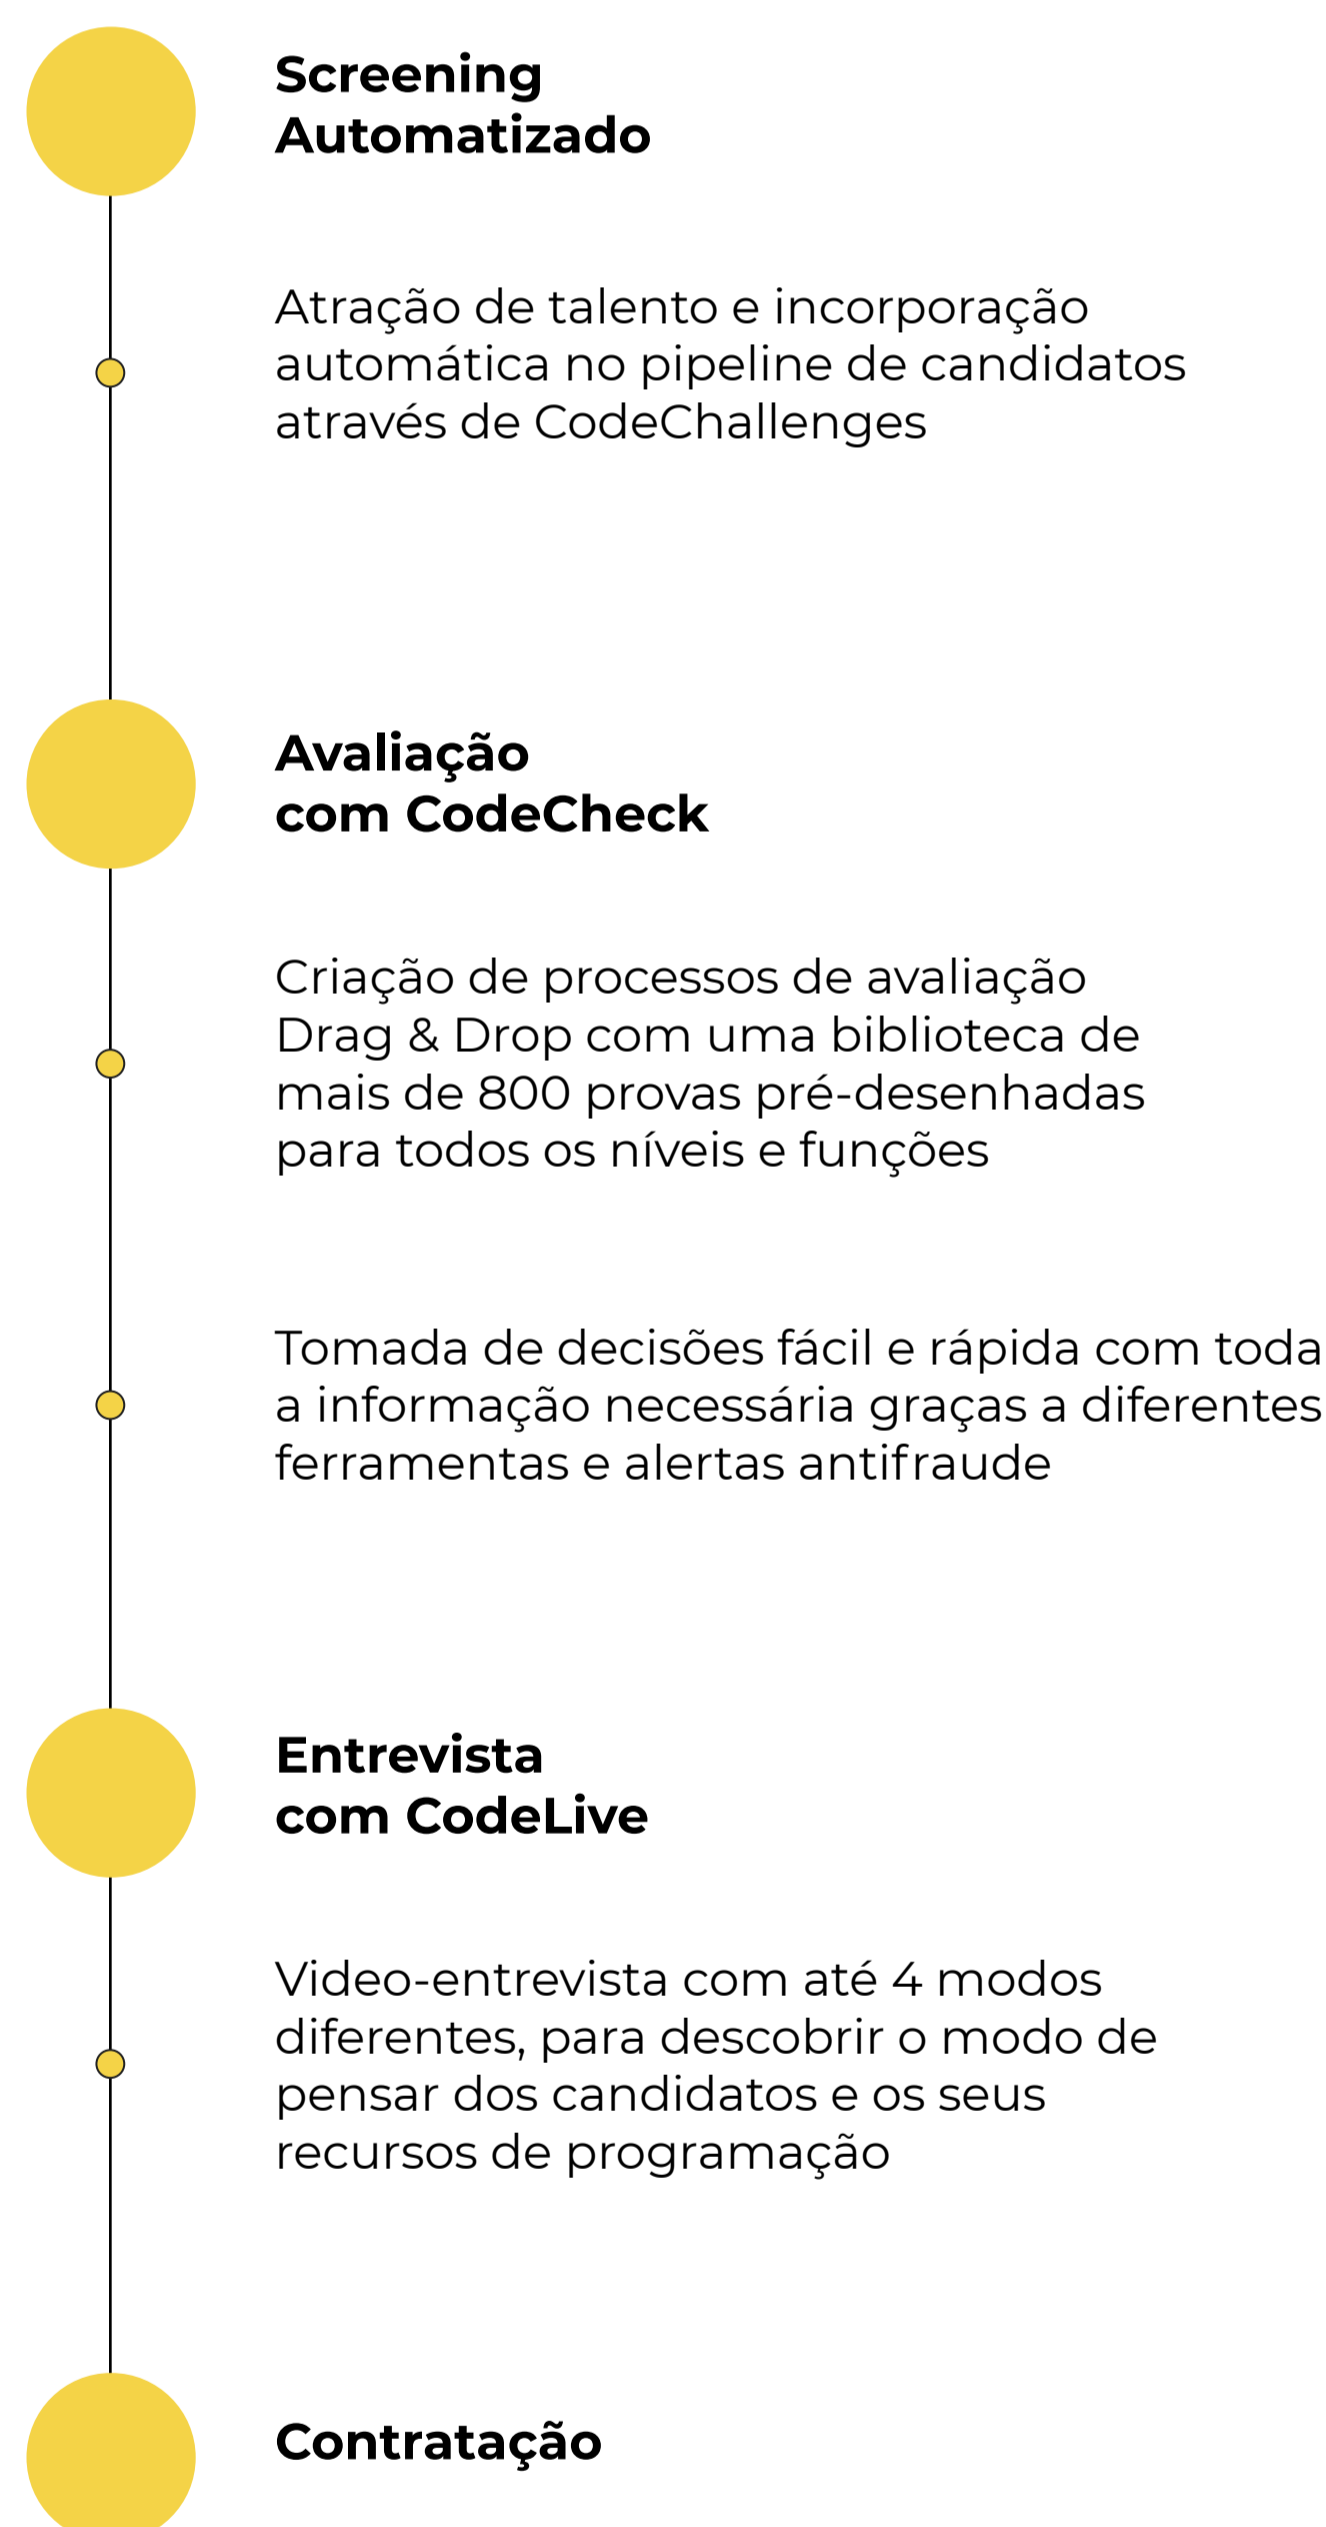 Screening
Automatizado
Atração de talento e incorporação
automática no pipeline de candidatos
através de CodeChallenges
Avaliação
com CodeCheck
Criação de processos de avaliação
Drag & Drop com uma biblioteca de
mais de 800 provas pré-desenhadas
para todos os níveis e funções
Tomada de decisões fácil e rápida com toda
a informação necessária graças a diferentes
ferramentas e alertas antifraude
Entrevista
com CodeLive
Video-entrevista com até 4 modos
diferentes, para descobrir o modo de
pensar dos candidatos e os seus
recursos de programação
Contratação